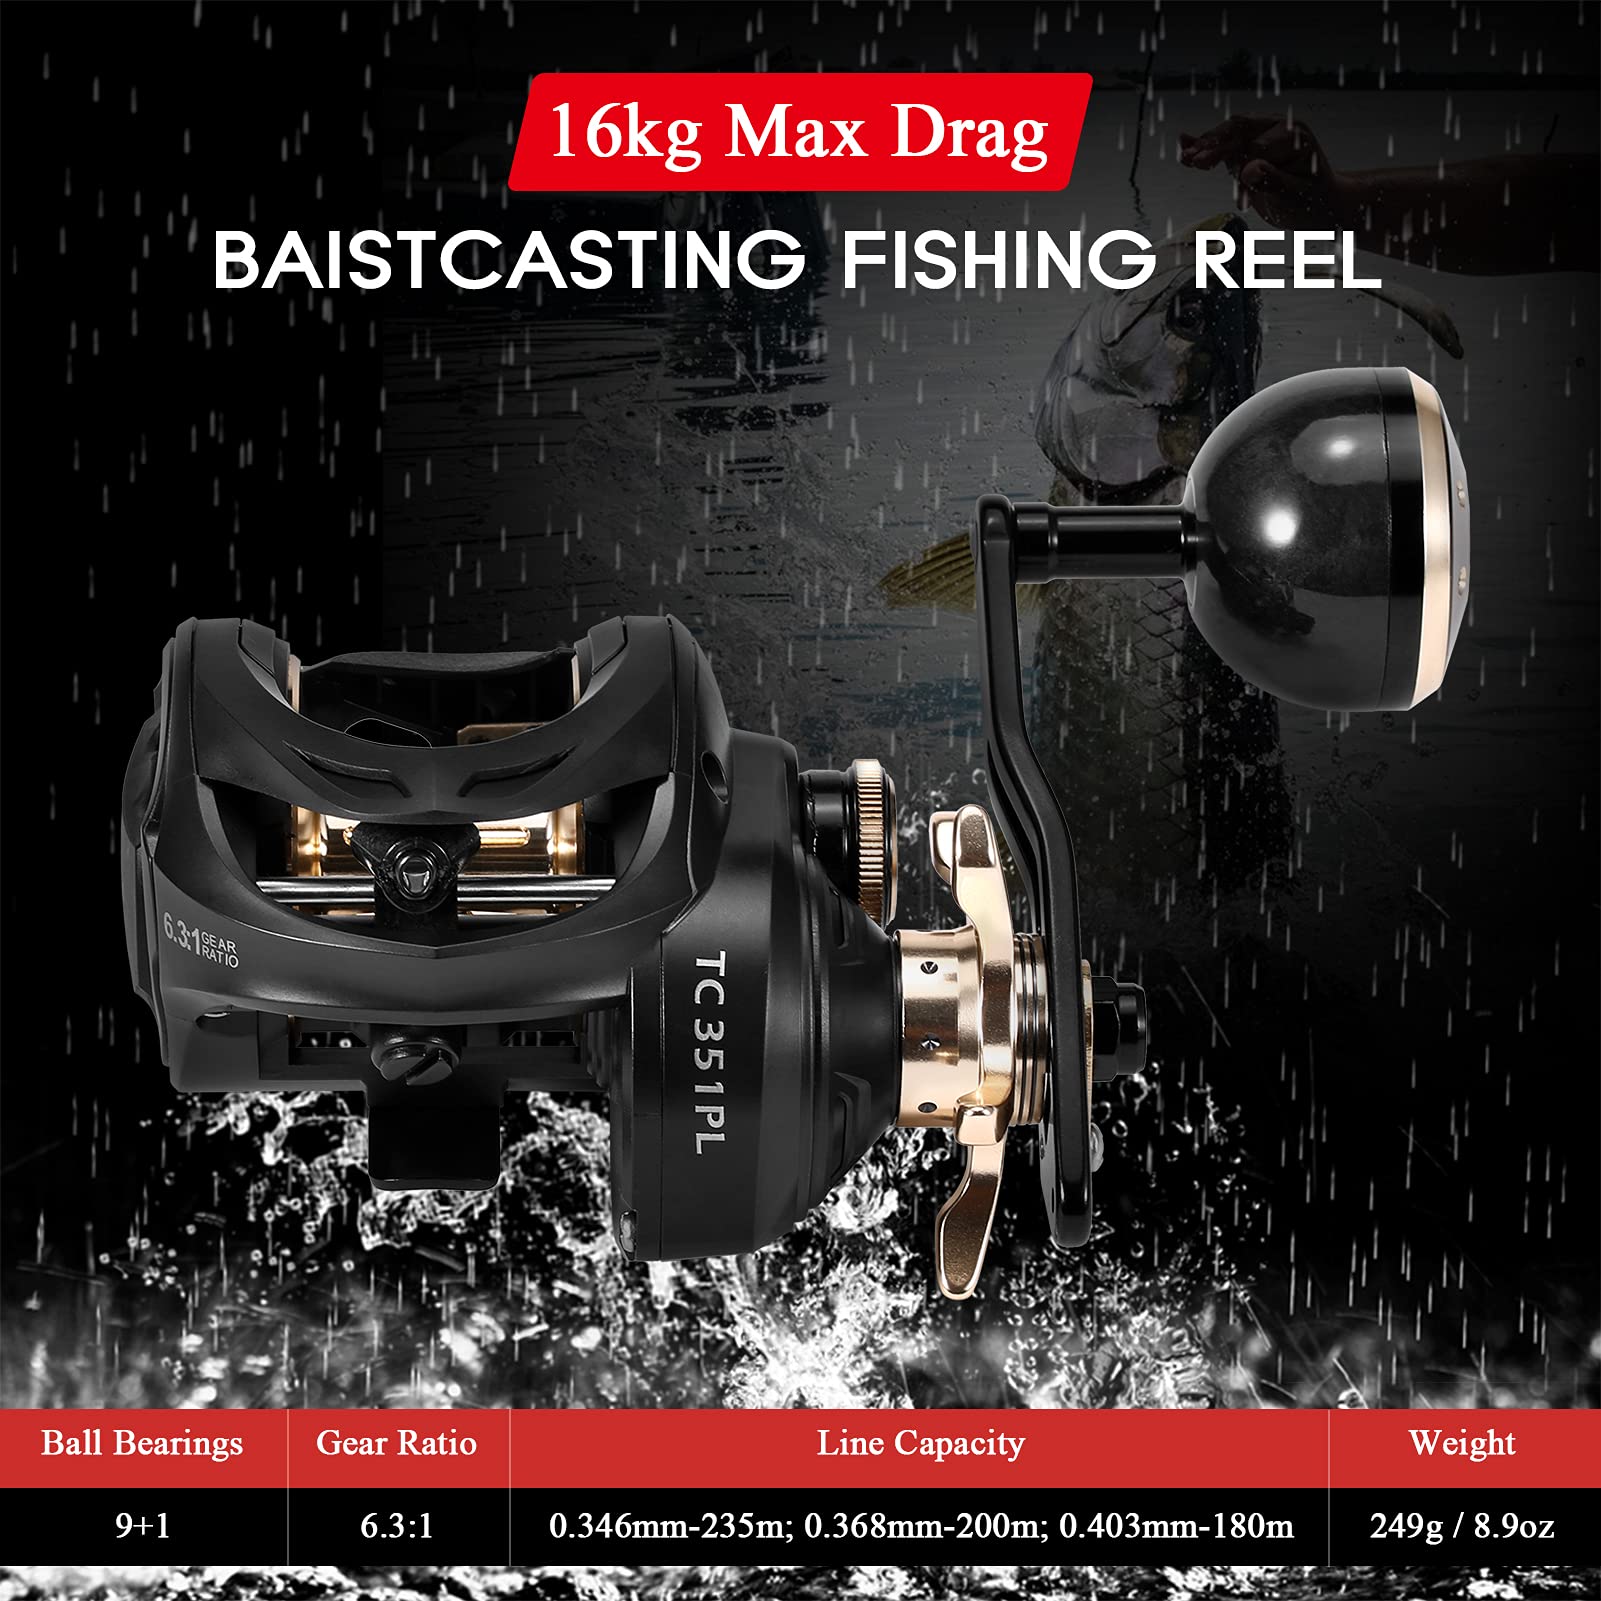 16kg Max Drag
BAISTCASTING FISHING REEL
6.3:1 GEAR RATIO
TC351PL
Ball Bearings Gear Ratio Line Capacity Weight
9+1 6.3:1 0.346mm-235m; 0.368mm-200m; 0.403mm-180m 249g / 8.9oz